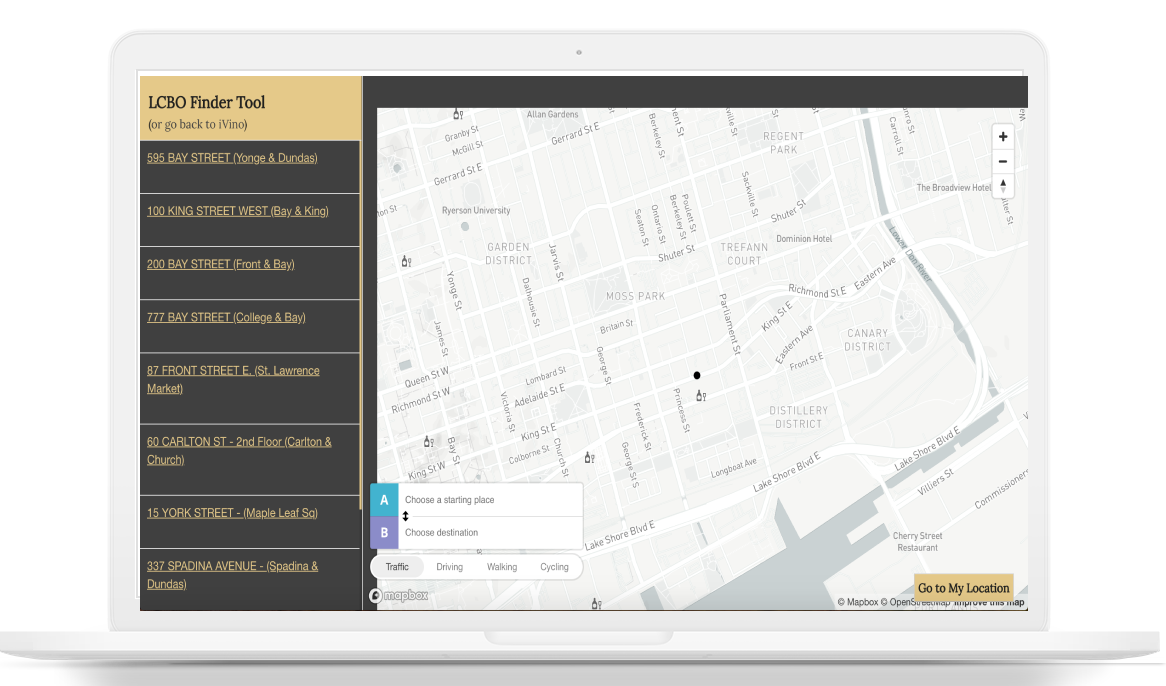 LCBO Finder Tool
(or go back to iVino)
595 BAY STREET (Yonge & Dundas)
100 KING STREET WEST (Bay & King)
200 BAY STREET (Front & Bay)
777 BAY STREET (College & Bay)
87 FRONT STREET E. (St. Lawrence
Market)
60 CARLTON ST - 2nd Floor (Carlton &
Church)
15 YORK STREET - (Maple Leaf Sq)
337 SPADINA AVENUE - (Spadina &
Dundas)
Allan Gardens
Granby St
McGill St
Gerrard St E
Gerrard St E
Berkeley St
REGENT
PARK
Carroll St
The Broadview Hotel
Ryerson University
Sackville St
Shuter St
Seaton St
Ontario St
Berkeley St
Poulett St
Dominion Hotel
GARDEN
DISTRICT
Jarvis St
Shuter St
TREFANN
COURT
Lower Don River
Eastern Ave
Yonge St
Dalhousie St
MOSS PARK
Parliament St
Richmond St E
King St E
James St
Britain St
Eastern Ave
CANARY
DISTRICT
George St
Front St E
Queen St W
Richmond St W
Lombard St
Adelaide St E
Victoria St
Frederick St
Princess St
DISTILLERY
DISTRICT
King St E
Colborne St
Church St
Bay St
King St W
George St S
Longboat Ave
Lake Shore Blvd E
Lake Shore Blvd E
Villiers St
Commissioners
Lake Shore Blvd E
Cherry Street
Restaurant
+
−
A
Choose a starting place
B
Choose destination
Traffic Driving Walking Cycling
mapbox
Go to My Location
© Mapbox © OpenStreetMap Improve this map